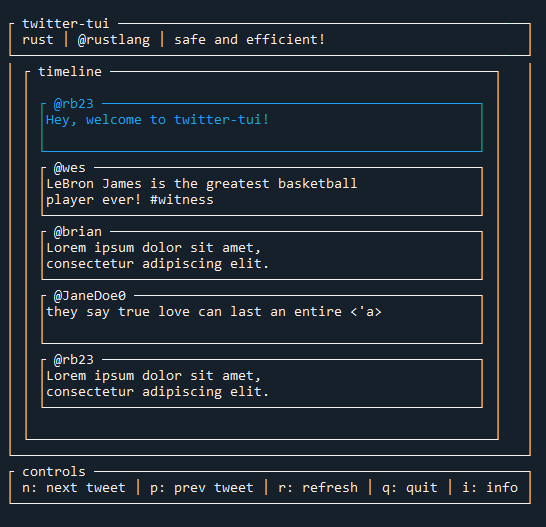 twitter-tui
rust | @rustlang | safe and efficient!
timeline
@rb23
Hey, welcome to twitter-tui!
@wes
LeBron James is the greatest basketball
player ever! #witness
@brian
Lorem ipsum dolor sit amet,
consectetur adipiscing elit.
@JaneDoe0
they say true love can last an entire <'a>
@rb23
Lorem ipsum dolor sit amet,
consectetur adipiscing elit.
controls
n: next tweet | p: prev tweet | r: refresh | q: quit | i: info